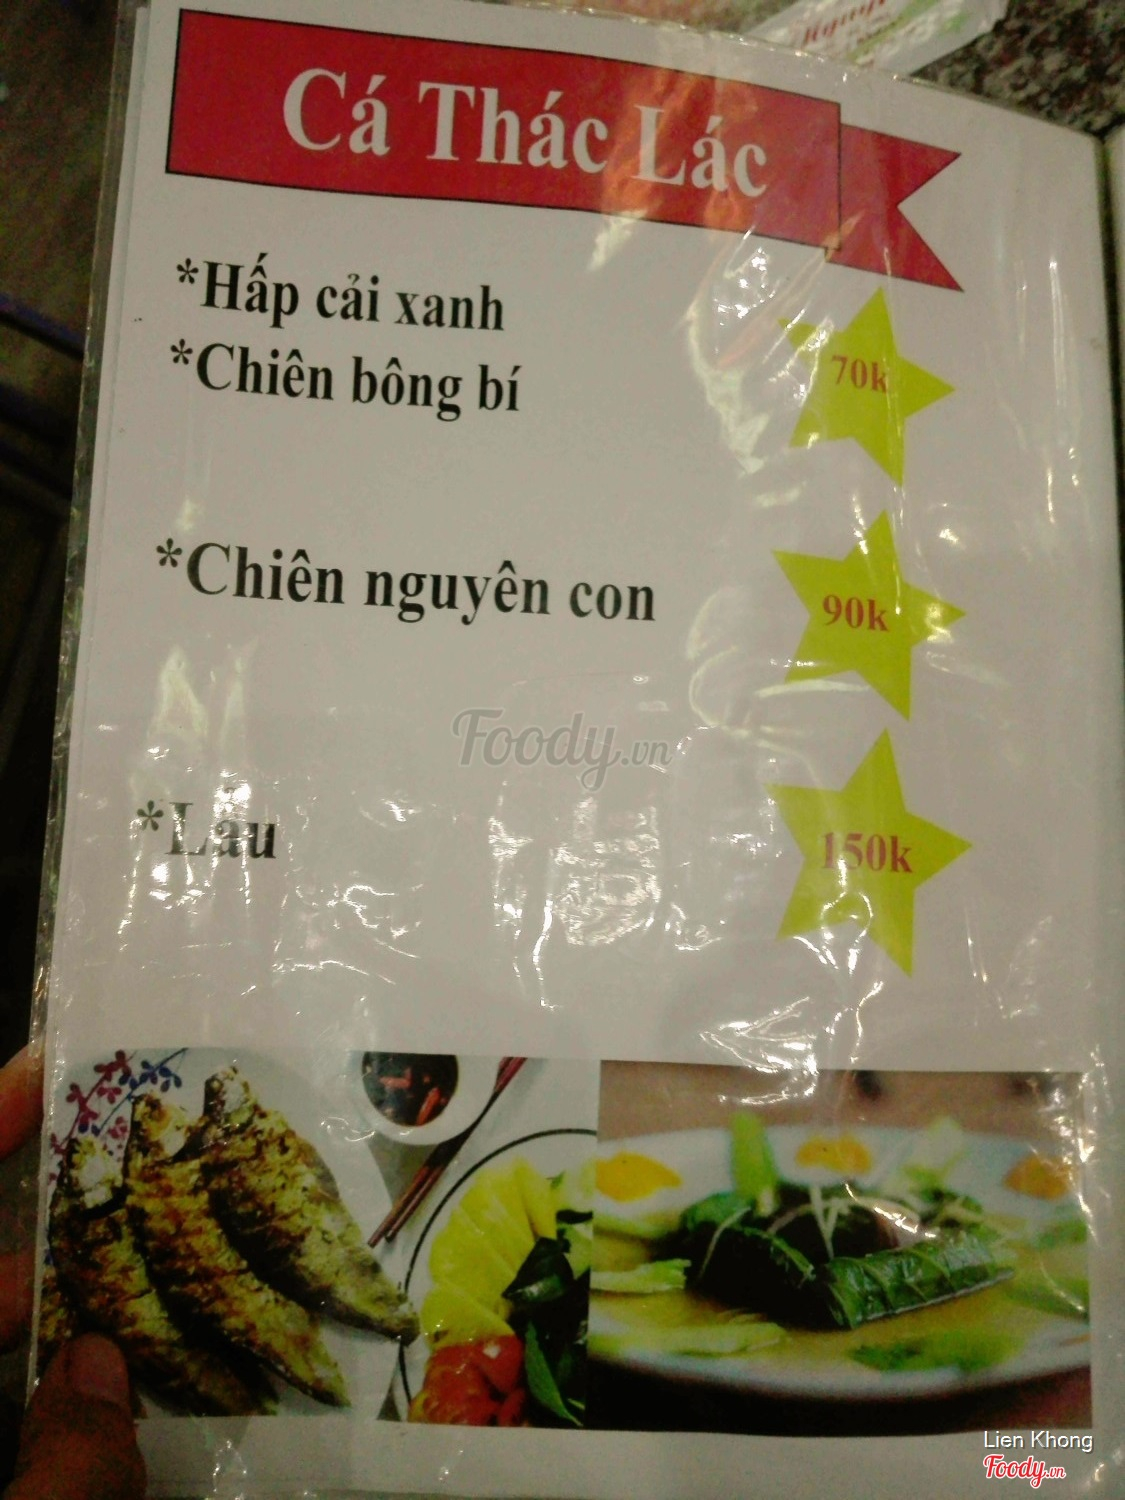 Cá Thác Lác
*Hấp cải xanh
*Chiên bông bí
70k
*Chiên nguyên con
90k
Foody.vn
*Lẩu
150k
Lien Khong
Foody.vn